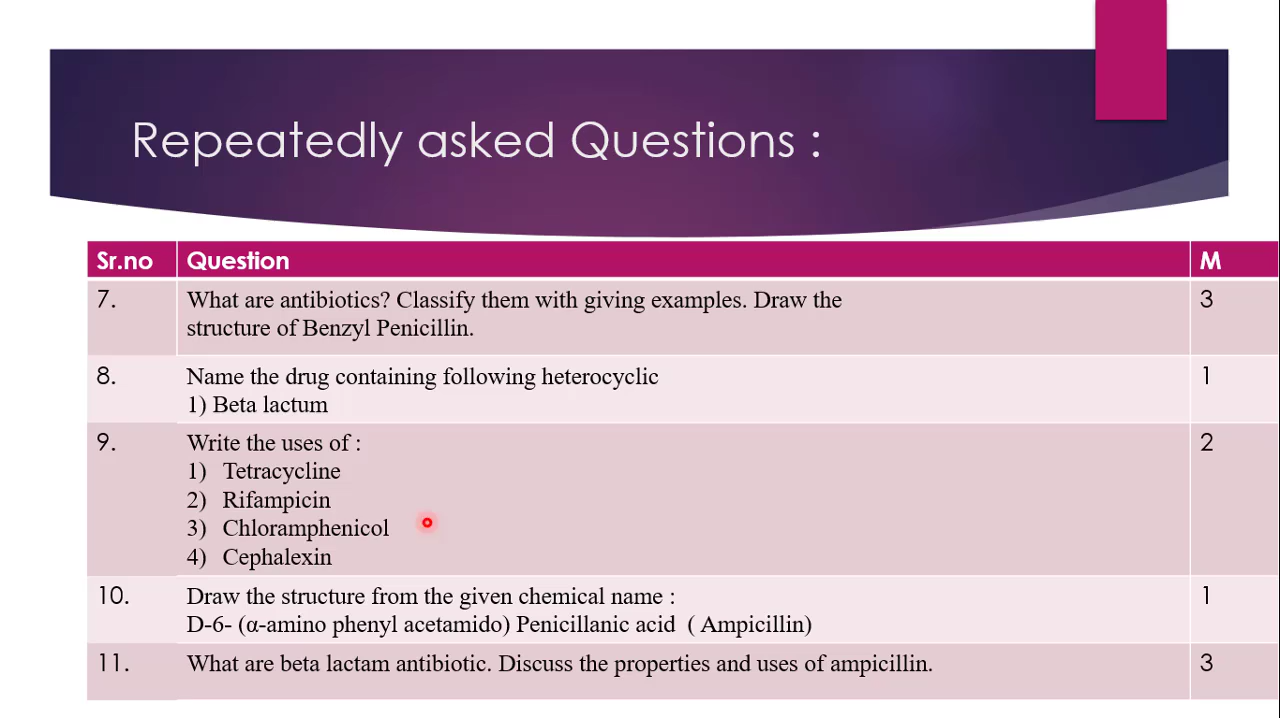 Repeatedly asked Questions :
Sr.no Question M
7. What are antibiotics? Classify them with giving examples. Draw the 3
structure of Benzyl Penicillin.
8. Name the drug containing following heterocyclic 1
1) Beta lactum
9. Write the uses of : 2
1) Tetracycline
2) Rifampicin
3) Chloramphenicol
4) Cephalexin
10. Draw the structure from the given chemical name : 1
D-6- (α-amino phenyl acetamido) Penicillanic acid ( Ampicillin)
11. What are beta lactam antibiotic. Discuss the properties and uses of ampicillin. 3